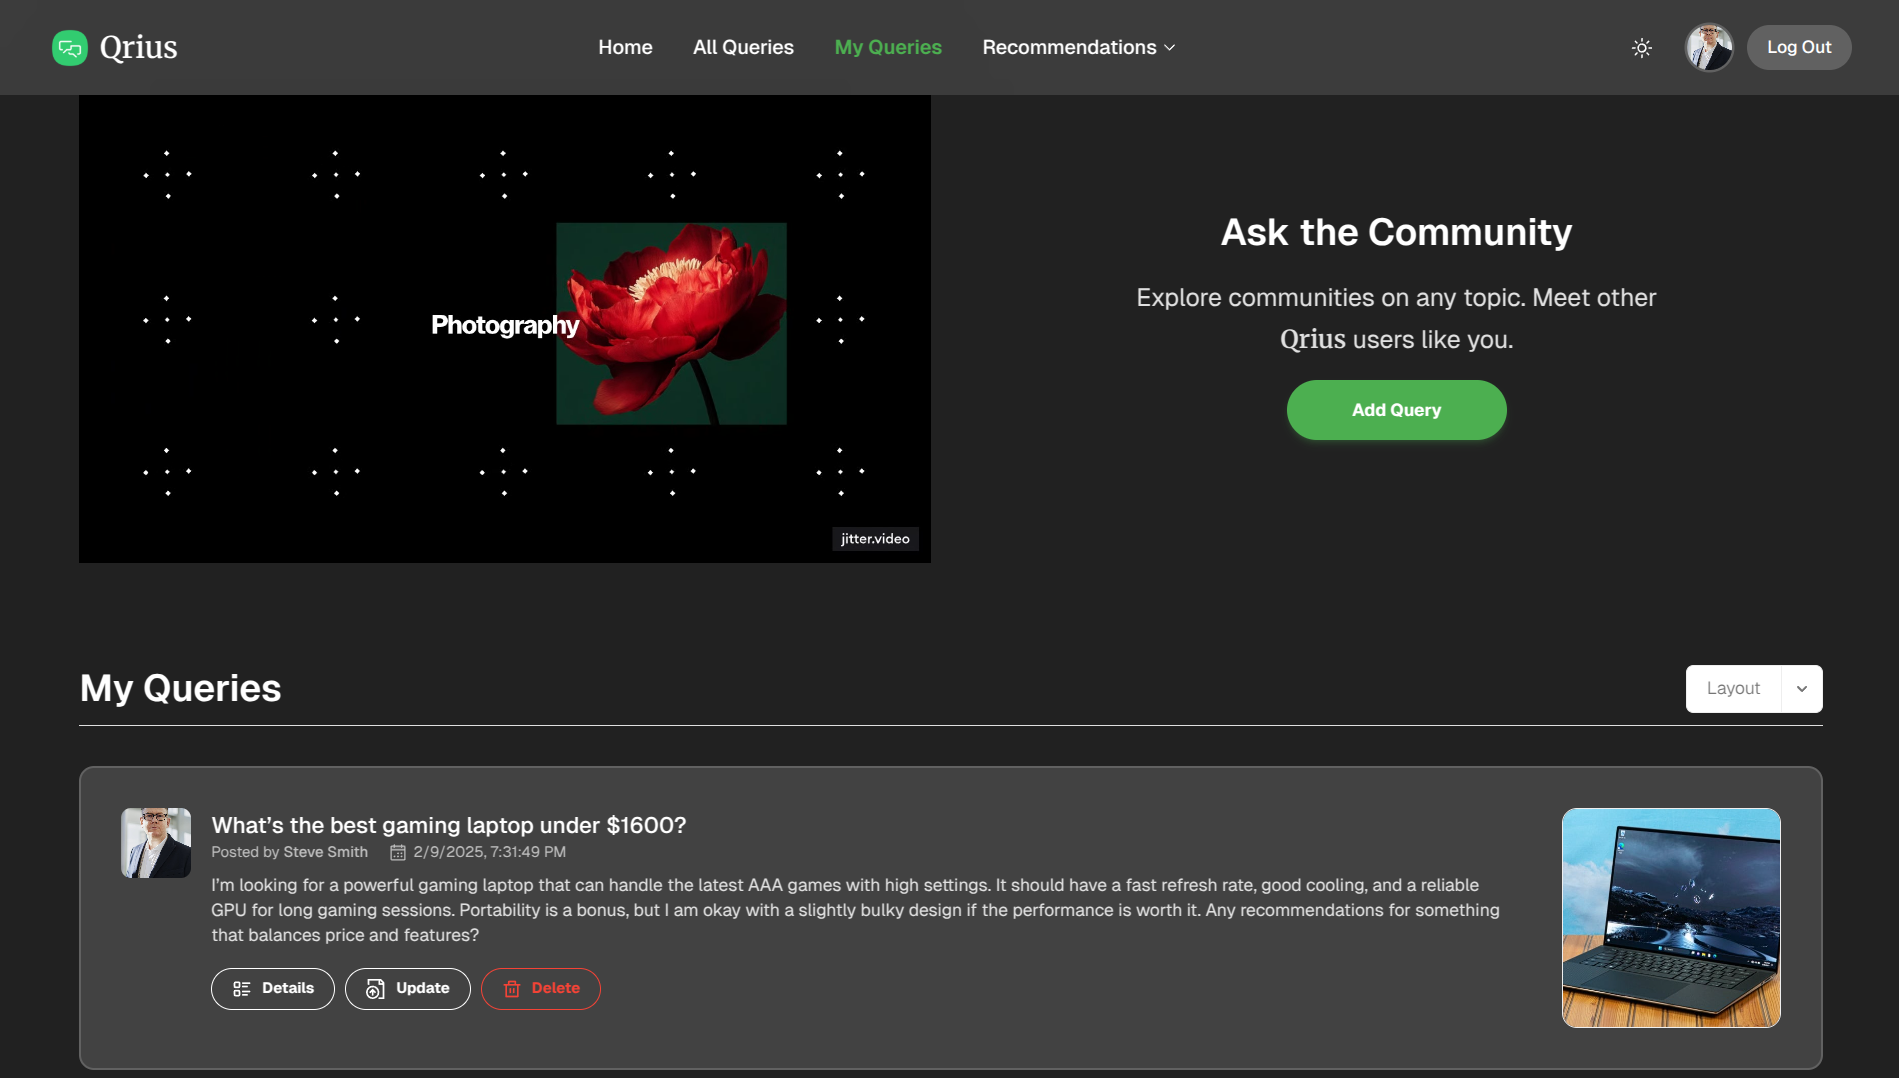 Qrius
Home
All Queries
My Queries
Recommendations
Log Out
Photography
jitter.video
Ask the Community
Explore communities on any topic. Meet other
Qrius users like you.
Add Query
My Queries
Layout
What's the best gaming laptop under $1600?
Posted by Steve Smith 2/9/2025, 7:31:49 PM
I'm looking for a powerful gaming laptop that can handle the latest AAA games with high settings. It should have a fast refresh rate, good cooling, and a reliable
GPU for long gaming sessions. Portability is a bonus, but I am okay with a slightly bulky design if the performance is worth it. Any recommendations for something
that balances price and features?
Details
Update
Delete